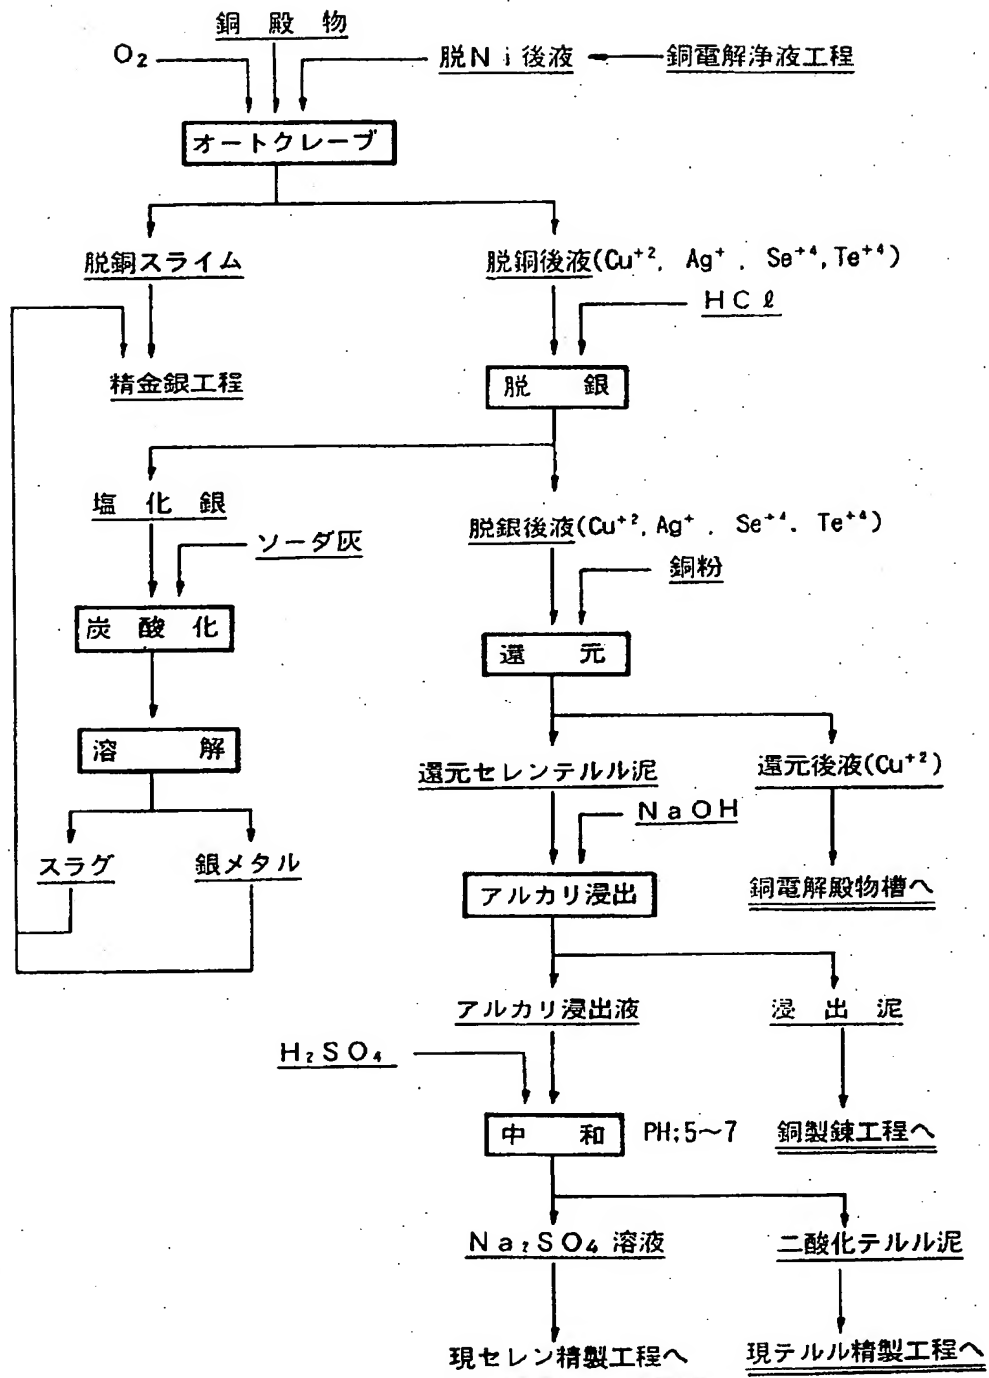 銅殿物
O₂
脱Ni後液
銅電解浄液工程
オートクレーブ
脱銅スライム
脱銅後液(Cu⁺², Ag⁺, Se⁺⁴, Te⁺⁴)
HCℓ
精金銀工程
脱銀
塩化銀
脱銀後液(Cu⁺², Ag⁺, Se⁺⁴. Te⁺⁴)
ソーダ灰
銅粉
炭酸化
還元
溶解
還元セレンテルル泥
還元後液(Cu⁺²)
NaOH
スラグ
銀メタル
アルカリ浸出
銅電解殿物槽へ
アルカリ浸出液
浸出泥
H₂SO₄
中和
PH;5〜7
銅製錬工程へ
Na₂SO₄溶液
二酸化テルル泥
現セレン精製工程へ
現テルル精製工程へ